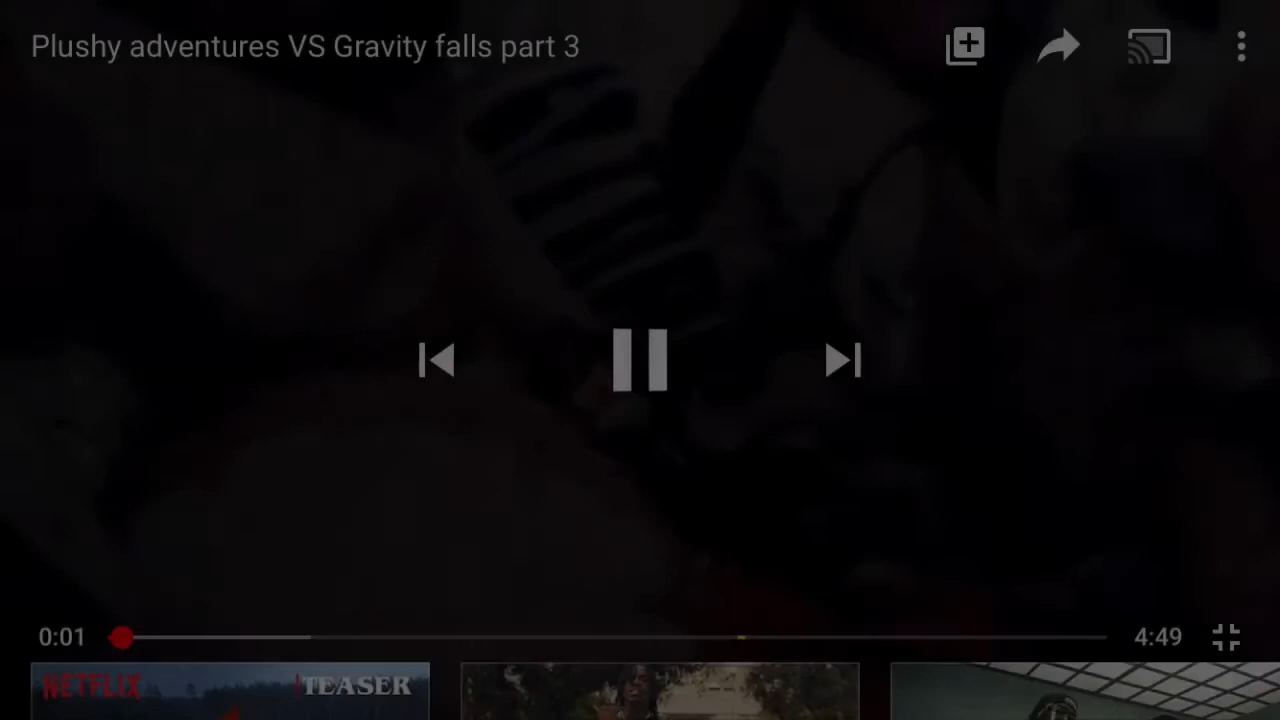 Plushy adventures VS Gravity falls part 3
0:01
4:49
NETFLIX
TEASER